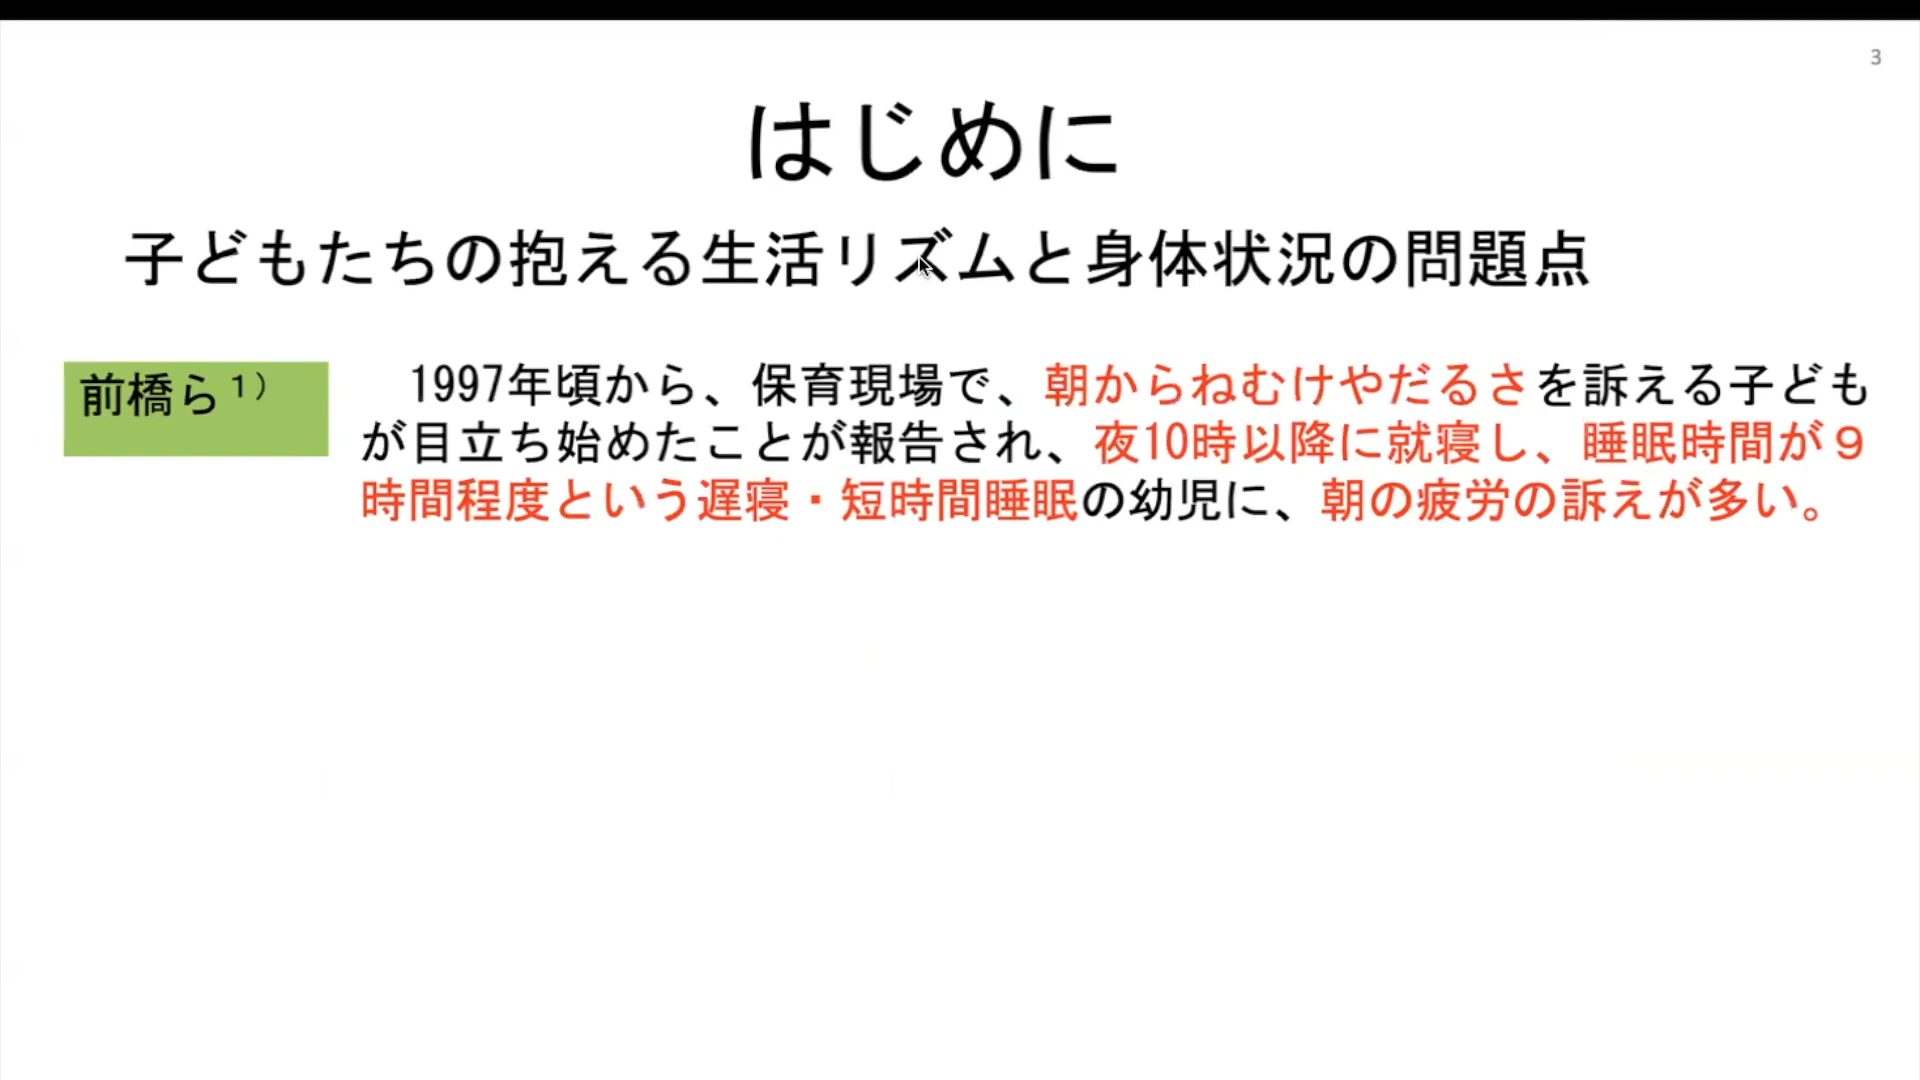 3
はじめに
子どもたちの抱える生活リズムと身体状況の問題点
前橋ら¹⁾
1997年頃から、保育現場で、朝からねむけやだるさを訴える子ども
が目立ち始めたことが報告され、夜10時以降に就寝し、睡眠時間が９
時間程度という遅寝・短時間睡眠の幼児に、朝の疲労の訴えが多い。